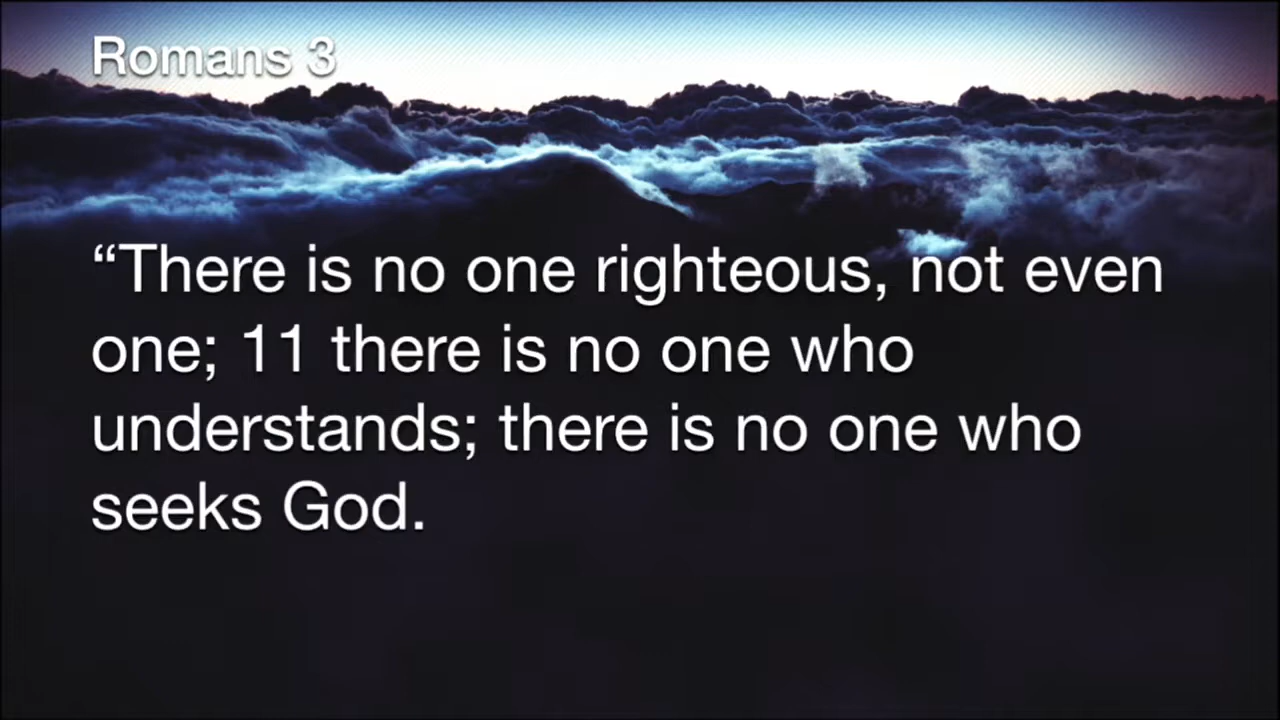 Romans 3
“There is no one righteous, not even
one; 11 there is no one who
understands; there is no one who
seeks God.